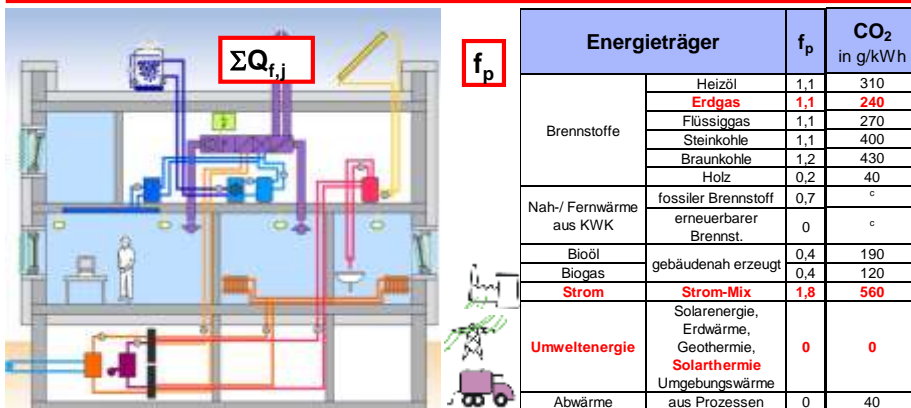 ΣQf,j
fp
Energieträger fp CO2
in g/kWh
Brennstoffe
Heizöl 1,1 310
Erdgas 1,1 240
Flüssiggas 1,1 270
Steinkohle 1,1 400
Braunkohle 1,2 430
Holz 0,2 40
Nah-/ Fernwärme
aus KWK
fossiler Brennstoff 0,7 c
erneuerbarer
Brennst.
0 c
Bioöl
gebäudenah erzeugt
0,4 190
Biogas 0,4 120
Strom Strom-Mix 1,8 560
Umweltenergie
Solarenergie,
Erdwärme,
Geothermie,
Solarthermie
Umgebungswärme
0 0
Abwärme aus Prozessen 0 40